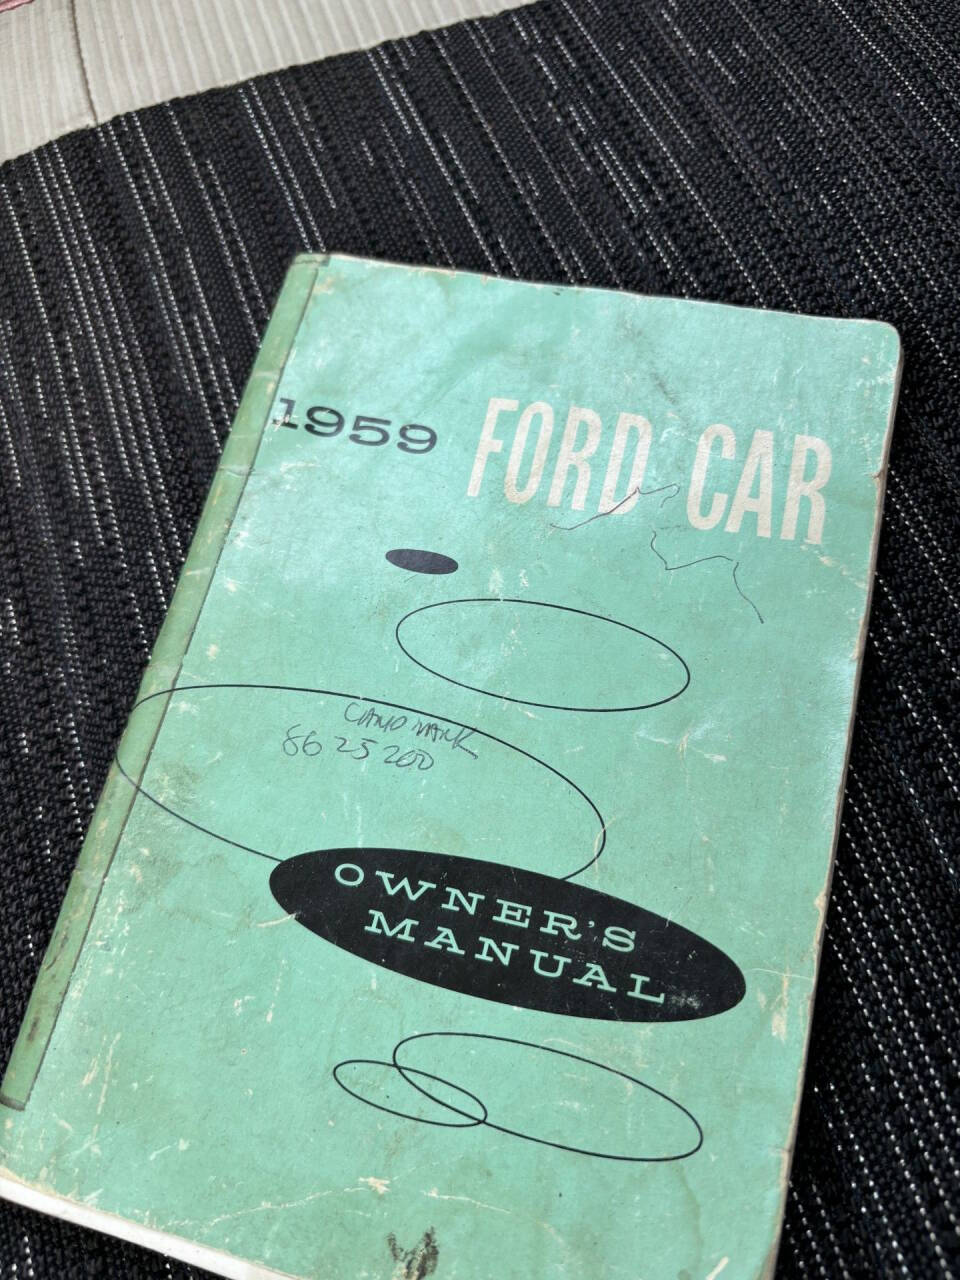 1959 FORD CAR
86 25 200
OWNER'S
MANUAL